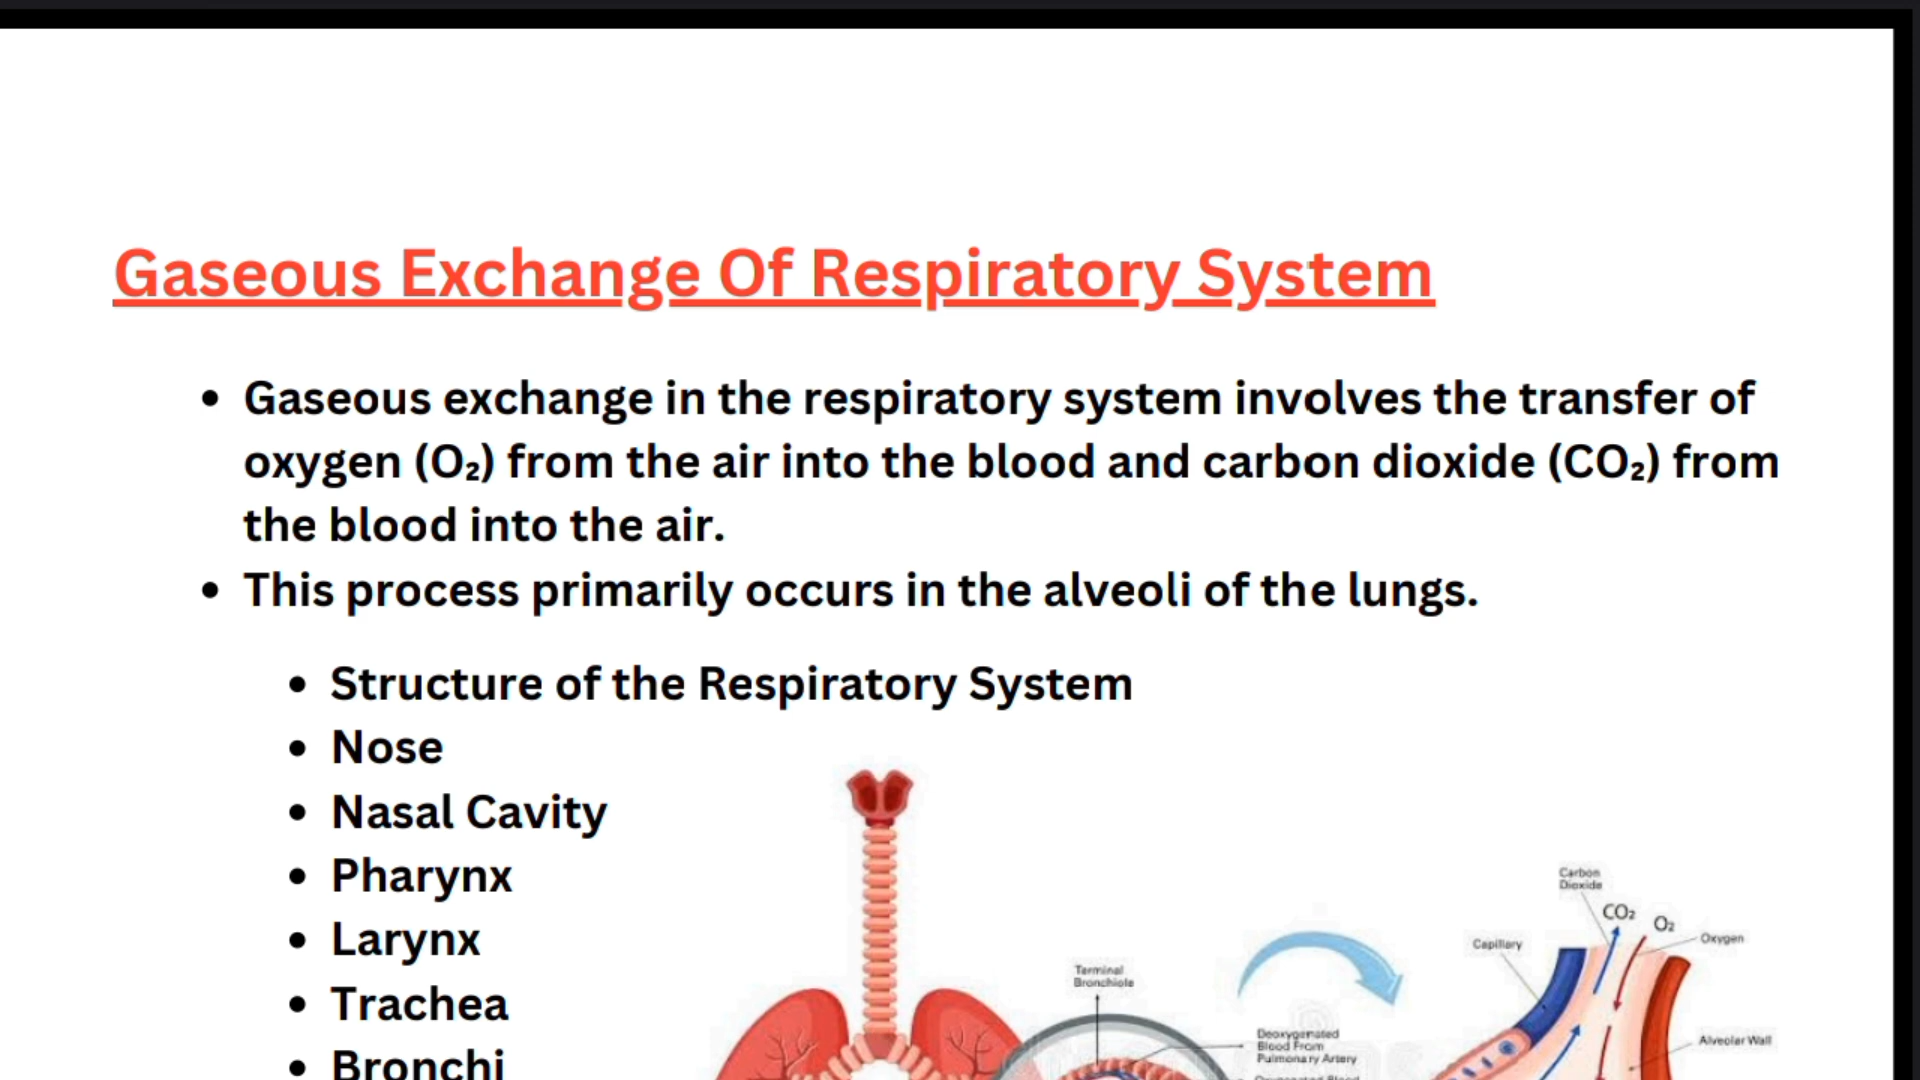 Gaseous Exchange Of Respiratory System
• Gaseous exchange in the respiratory system involves the transfer of
oxygen (O₂) from the air into the blood and carbon dioxide (CO₂) from
the blood into the air.
• This process primarily occurs in the alveoli of the lungs.
• Structure of the Respiratory System
• Nose
• Nasal Cavity
• Pharynx
• Larynx
• Trachea
• Bronchi
Carbon
Dioxide
CO₂
O₂
Oxygen
Capillary
Terminal
Bronchiole
Deoxygenated
Blood From
Pulmonary Artery
Alveolar Wall
Oxygenated Blood